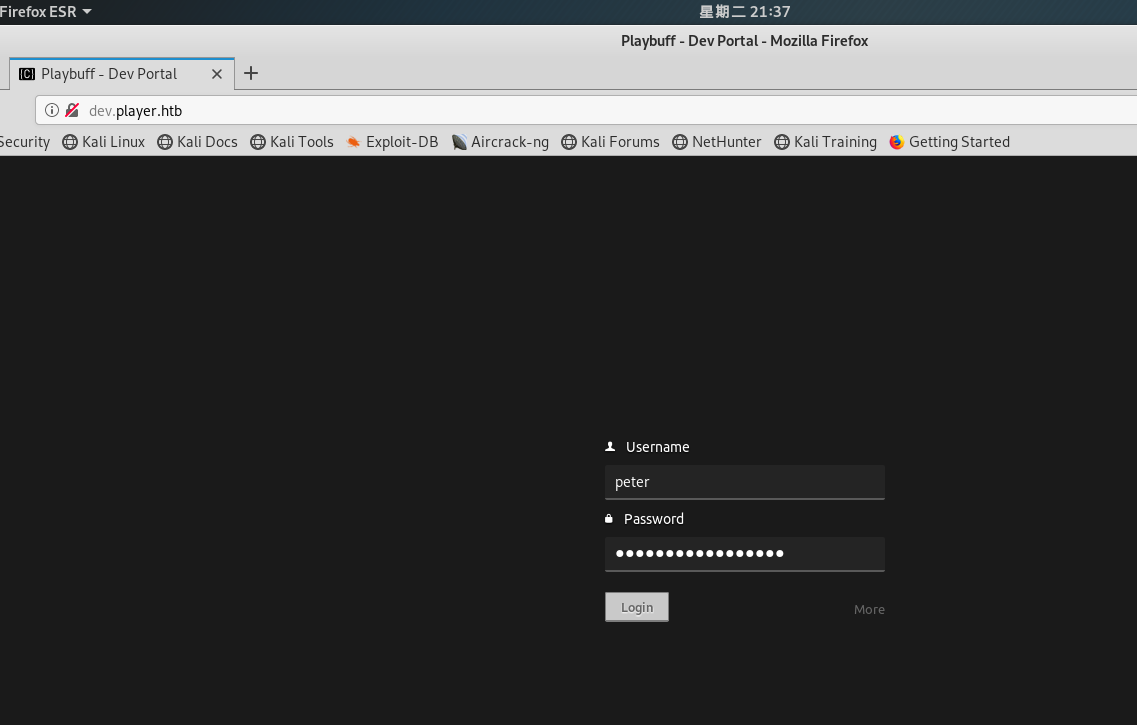 Firefox ESR
星期二 21:37
Playbuff - Dev Portal - Mozilla Firefox
Playbuff - Dev Portal
dev.player.htb
Security Kali Linux Kali Docs Kali Tools Exploit-DB Aircrack-ng Kali Forums NetHunter Kali Training Getting Started
Username
peter
Password
Login
More